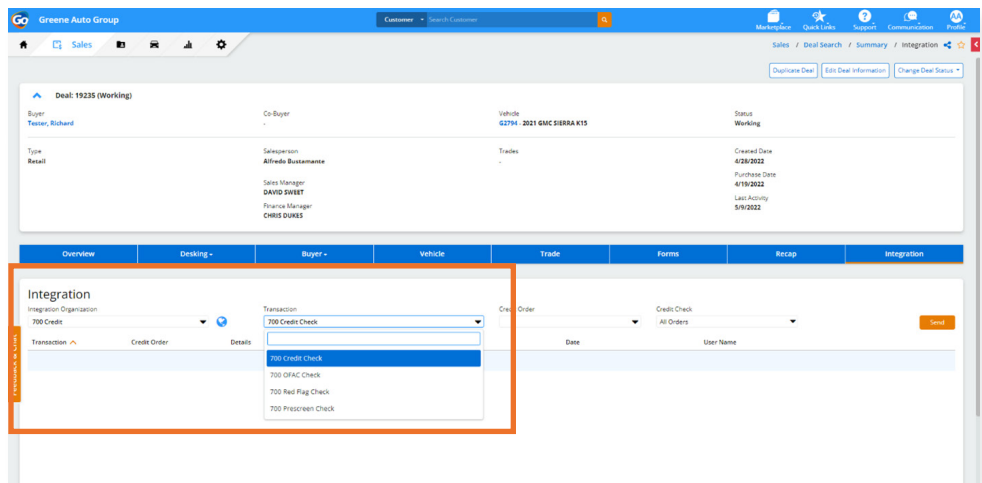 Go Greene Auto Group
Customer Search Customer
Marketplace Quick Links Support Communication AA Profile
Sales
Sales / Deal Search / Summary / Integration
Duplicate Deal Edit Deal Information Change Deal Status
Deal: 19235 (Working)
Buyer Co-Buyer Vehicle Status
Tester, Richard - G2794 - 2021 GMC SIERRA K15 Working
Type Salesperson Trades Created Date
Retail Alfredo Bustamante - 4/28/2022
Purchase Date
Sales Manager 4/19/2022
DAVID SWEET
Last Activity
Finance Manager 5/9/2022
CHRIS DUKES
Overview Desking Buyer Vehicle Trade Forms Recap Integration
Integration
Integration Organization Transaction Credit Order Credit Check
700 Credit 700 Credit Check All Orders Send
Transaction Credit Order Details Date User Name
700 Credit Check
700 OFAC Check
700 Red Flag Check
700 Prescreen Check
Feedback & Chat